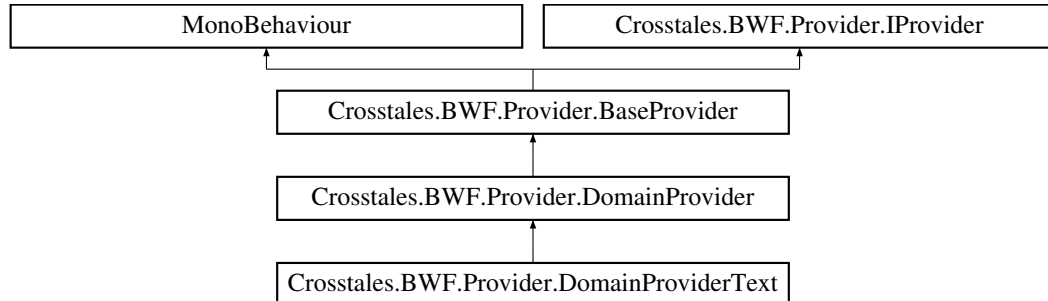 MonoBehaviour
Crosstales.BWF.Provider.IProvider
Crosstales.BWF.Provider.BaseProvider
Crosstales.BWF.Provider.DomainProvider
Crosstales.BWF.Provider.DomainProviderText